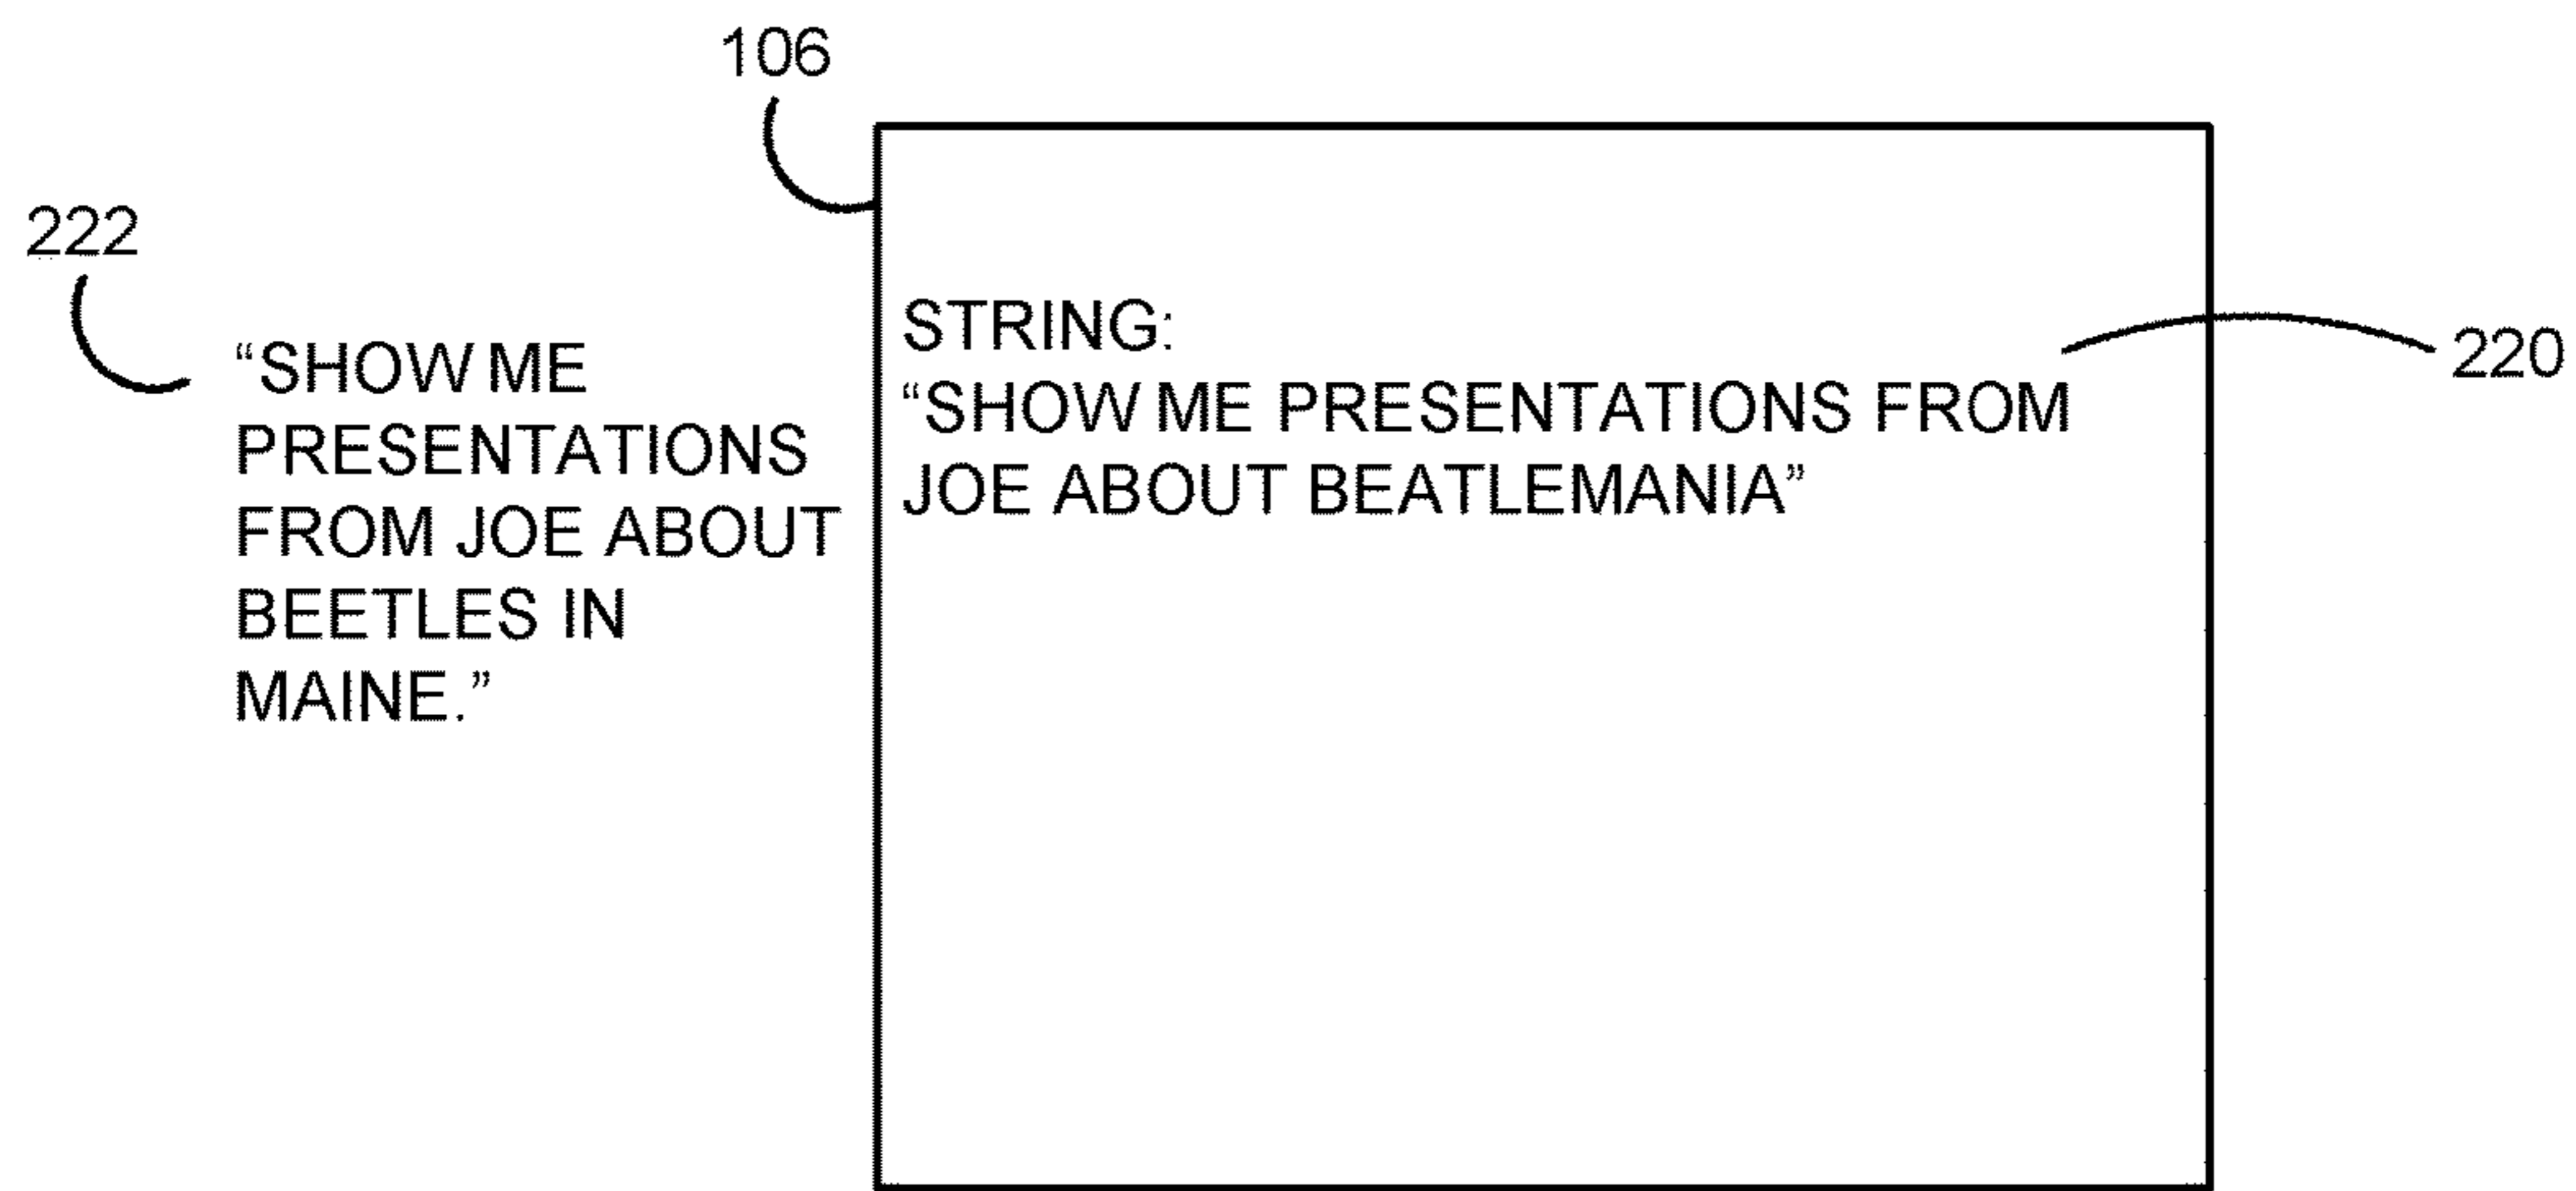 106
222
“SHOW ME
PRESENTATIONS
FROM JOE ABOUT
BEETLES IN
MAINE.”
STRING:
“SHOW ME PRESENTATIONS FROM
JOE ABOUT BEATLEMANIA”
220